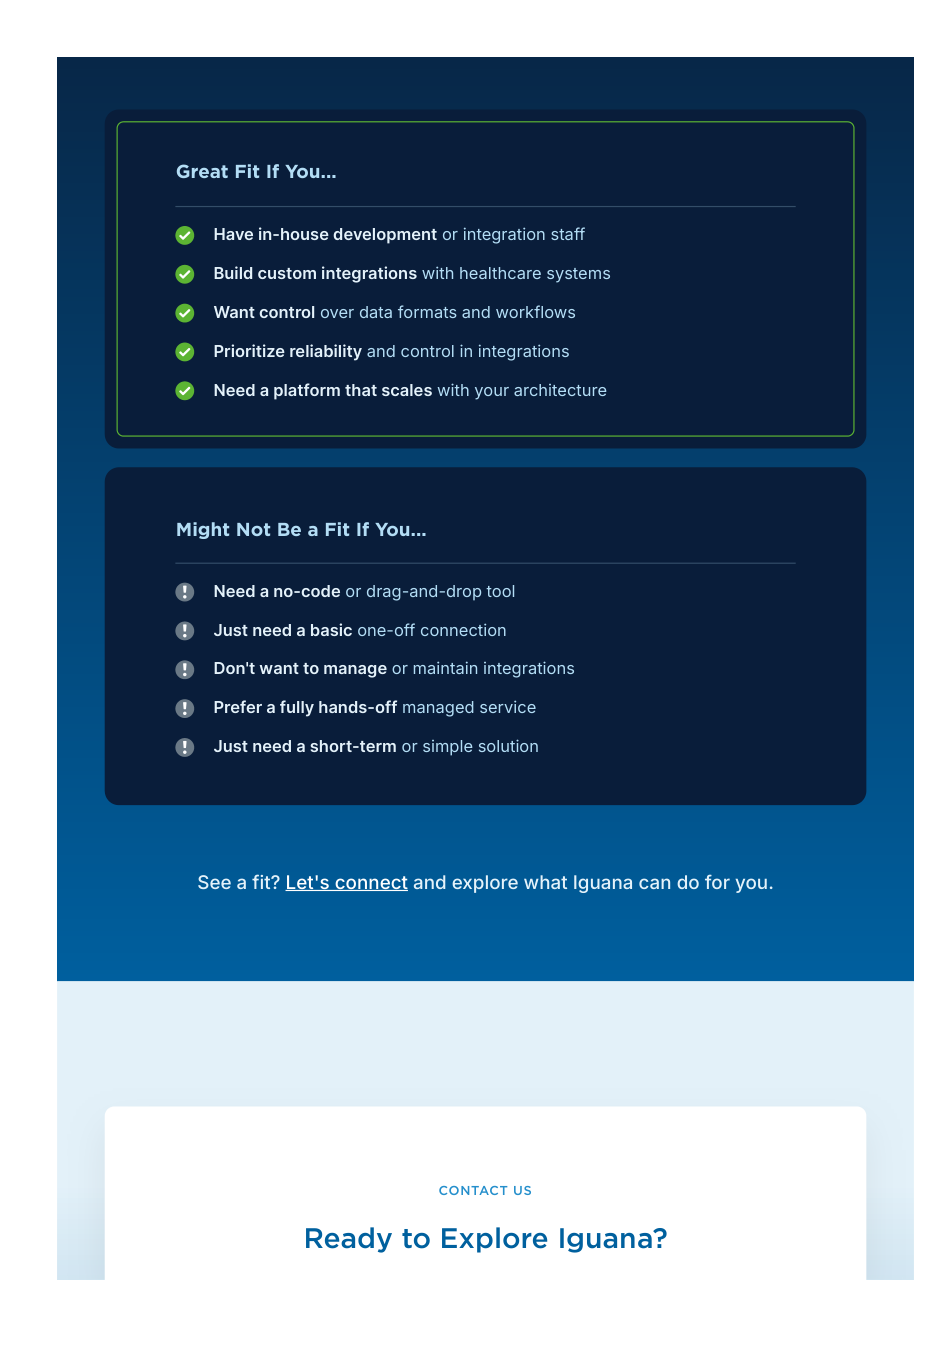 Great Fit If You...
Have in-house development or integration staff
Build custom integrations with healthcare systems
Want control over data formats and workflows
Prioritize reliability and control in integrations
Need a platform that scales with your architecture
Might Not Be a Fit If You...
Need a no-code or drag-and-drop tool
Just need a basic one-off connection
Don't want to manage or maintain integrations
Prefer a fully hands-off managed service
Just need a short-term or simple solution
See a fit? Let's connect and explore what Iguana can do for you.
CONTACT US
Ready to Explore Iguana?